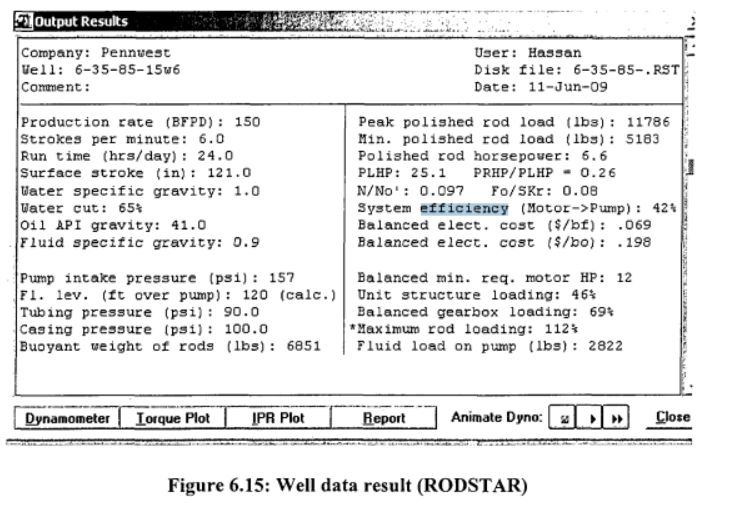 Output Results
Company: Pennwest
User: Hassan
Well: 6-35-85-15w6
Disk file: 6-35-85-.RST
Comment:
Date: 11-Jun-09
Production rate (BFPD): 150
Strokes per minute: 6.0
Run time (hrs/day): 24.0
Surface stroke (in): 121.0
Water specific gravity: 1.0
Water cut: 65%
Oil API gravity: 41.0
Fluid specific gravity: 0.9
Pump intake pressure (psi): 157
Fl. lev. (ft over pump): 120 (calc.)
Tubing pressure (psi): 90.0
Casing pressure (psi): 100.0
Buoyant weight of rods (lbs): 6851
Peak polished rod load (lbs): 11786
Min. polished rod load (lbs): 5183
Polished rod horsepower: 6.6
PLHP: 25.1 PRHP/PLHP = 0.26
N/No': 0.097 Fo/SKr: 0.08
System efficiency (Motor->Pump): 42%
Balanced elect. cost ($/bf): .069
Balanced elect. cost ($/bo): .198
Balanced min. req. motor HP: 12
Unit structure loading: 46%
Balanced gearbox loading: 69%
*Maximum rod loading: 112%
Fluid load on pump (lbs): 2822
Dynamometer
Torque Plot
IPR Plot
Report
Animate Dyno:
Close
Figure 6.15: Well data result (RODSTAR)